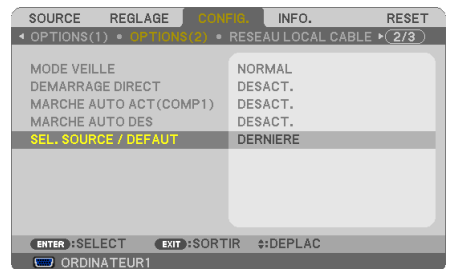 SOURCE REGLAGE CONFIG. INFO. RESET
OPTIONS(1) • OPTIONS(2) • RESEAU LOCAL CABLE 2/3
MODE VEILLE NORMAL
DEMARRAGE DIRECT DESACT.
MARCHE AUTO ACT(COMP1) DESACT.
MARCHE AUTO DES DESACT.
SEL. SOURCE / DEFAUT DERNIERE
ENTER :SELECT EXIT :SORTIR :DEPLAC
ORDINATEUR1